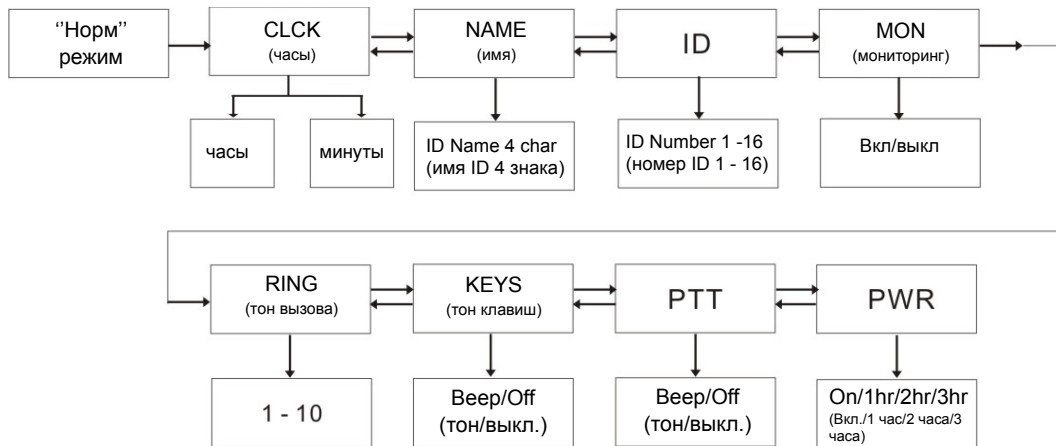 ‘‘Норм’’
режим
CLCK
(часы)
NAME
(имя)
ID
MON
(мониторинг)
часы
минуты
ID Name 4 char
(имя ID 4 знака)
ID Number 1 -16
(номер ID 1 - 16)
Вкл/выкл
RING
(тон вызова)
KEYS
(тон клавиш)
PTT
PWR
1 - 10
Beep/Off
(тон/выкл.)
Beep/Off
(тон/выкл.)
On/1hr/2hr/3hr
(Вкл./1 час/2 часа/3
часа)